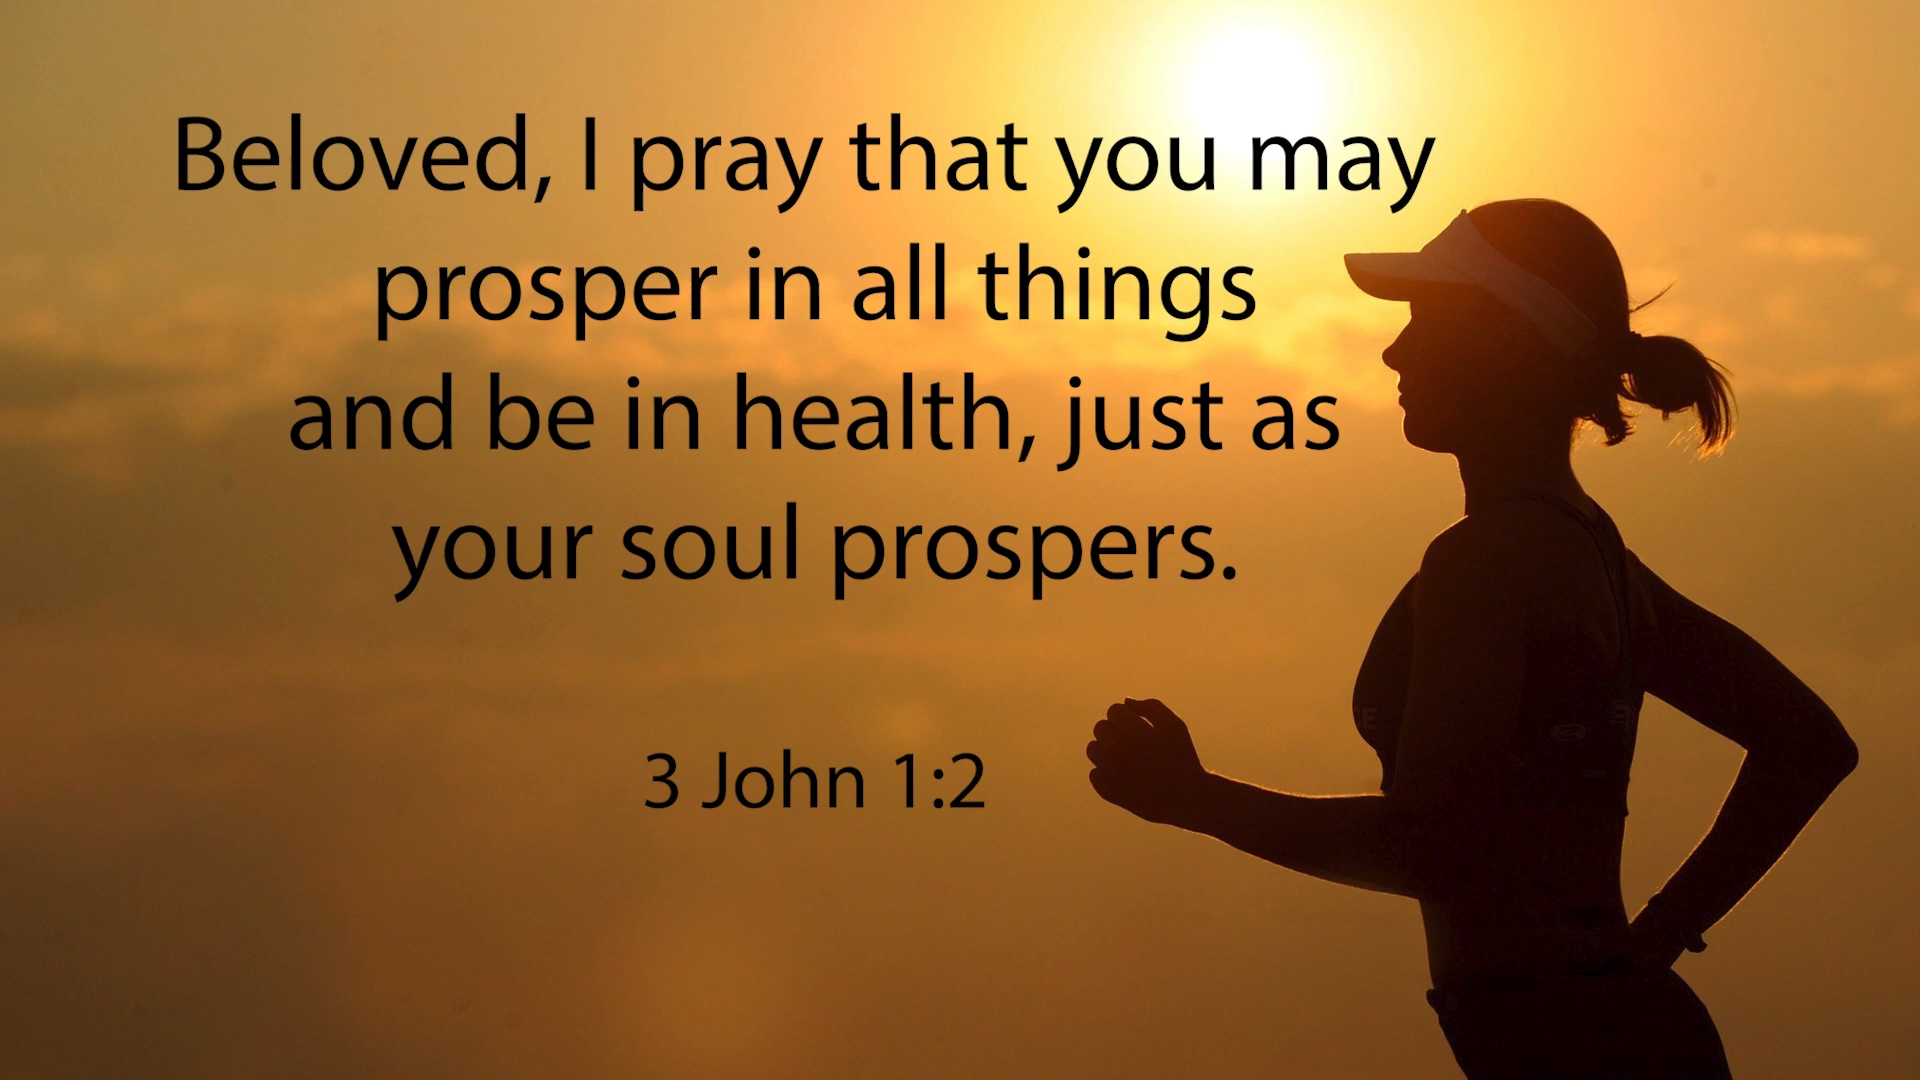 Beloved, I pray that you may
prosper in all things
and be in health, just as
your soul prospers.
3 John 1:2